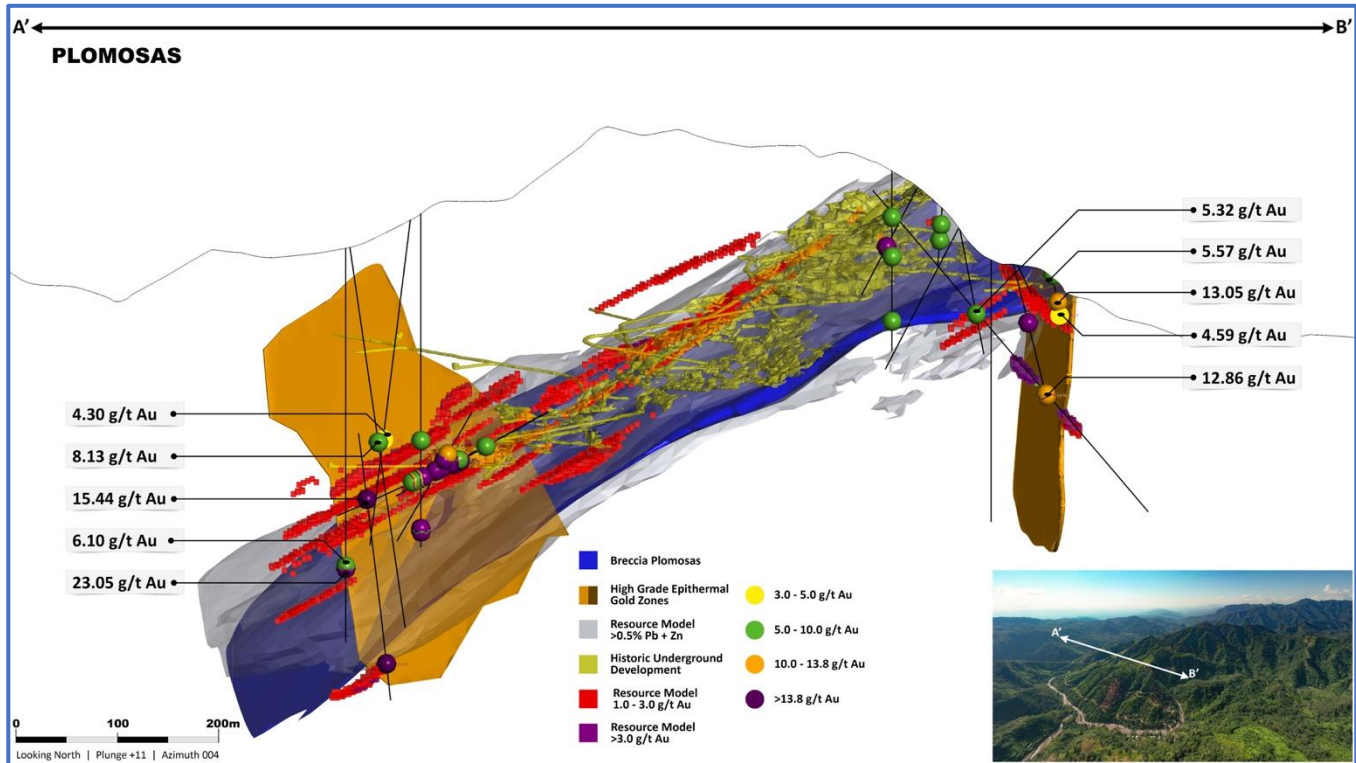 A’
B’
PLOMOSAS
5.32 g/t Au
5.57 g/t Au
13.05 g/t Au
4.59 g/t Au
12.86 g/t Au
4.30 g/t Au
8.13 g/t Au
15.44 g/t Au
6.10 g/t Au
23.05 g/t Au
Breccia Plomosas
High Grade Epithermal
Gold Zones
Resource Model
>0.5% Pb + Zn
Historic Underground
Development
Resource Model
1.0 - 3.0 g/t Au
Resource Model
>3.0 g/t Au
3.0 - 5.0 g/t Au
5.0 - 10.0 g/t Au
10.0 - 13.8 g/t Au
>13.8 g/t Au
A’
B’
0 100 200m
Looking North | Plunge +11 | Azimuth 004